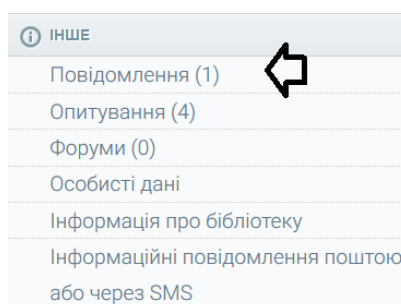 ІНШЕ
Повідомлення (1)
Опитування (4)
Форуми (0)
Особисті дані
Інформація про бібліотеку
Інформаційні повідомлення поштою
або через SMS